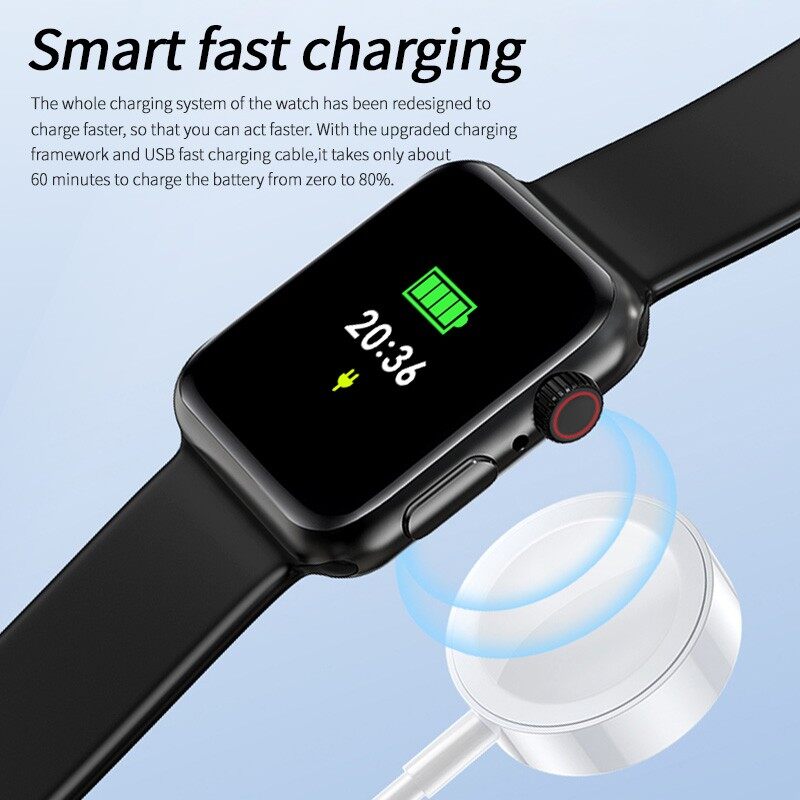 Smart fast charging
The whole charging system of the watch has been redesigned to
charge faster, so that you can act faster. With the upgraded charging
framework and USB fast charging cable,it takes only about
60 minutes to charge the battery from zero to 80%.
20:36